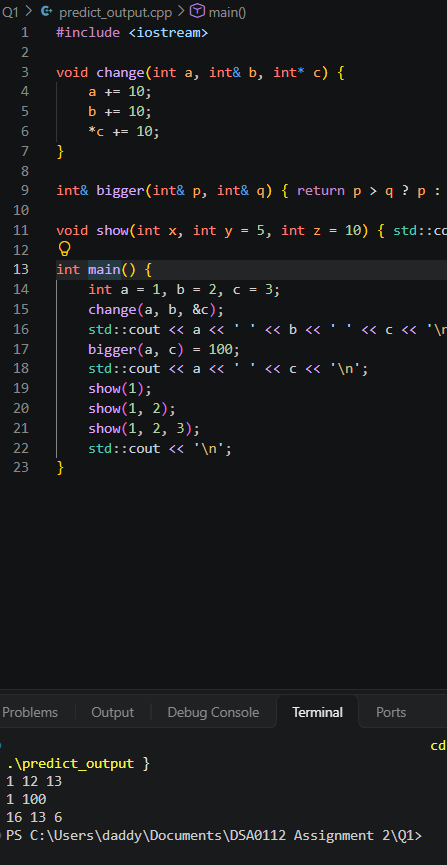 Q1 > predict_output.cpp > main()
1 #include <iostream>
2
3 void change(int a, int& b, int* c) {
4 a += 10;
5 b += 10;
6 *c += 10;
7 }
8
9 int& bigger(int& p, int& q) { return p > q ? p :
10
11 void show(int x, int y = 5, int z = 10) { std::co
12
13 int main() {
14 int a = 1, b = 2, c = 3;
15 change(a, b, &c);
16 std::cout << a << ' ' << b << ' ' << c << '\n
17 bigger(a, c) = 100;
18 std::cout << a << ' ' << c << '\n';
19 show(1);
20 show(1, 2);
21 show(1, 2, 3);
22 std::cout << '\n';
23 }
Problems Output Debug Console Terminal Ports
cd
.\predict_output }
1 12 13
1 100
16 13 6
PS C:\Users\daddy\Documents\DSA0112 Assignment 2\Q1>